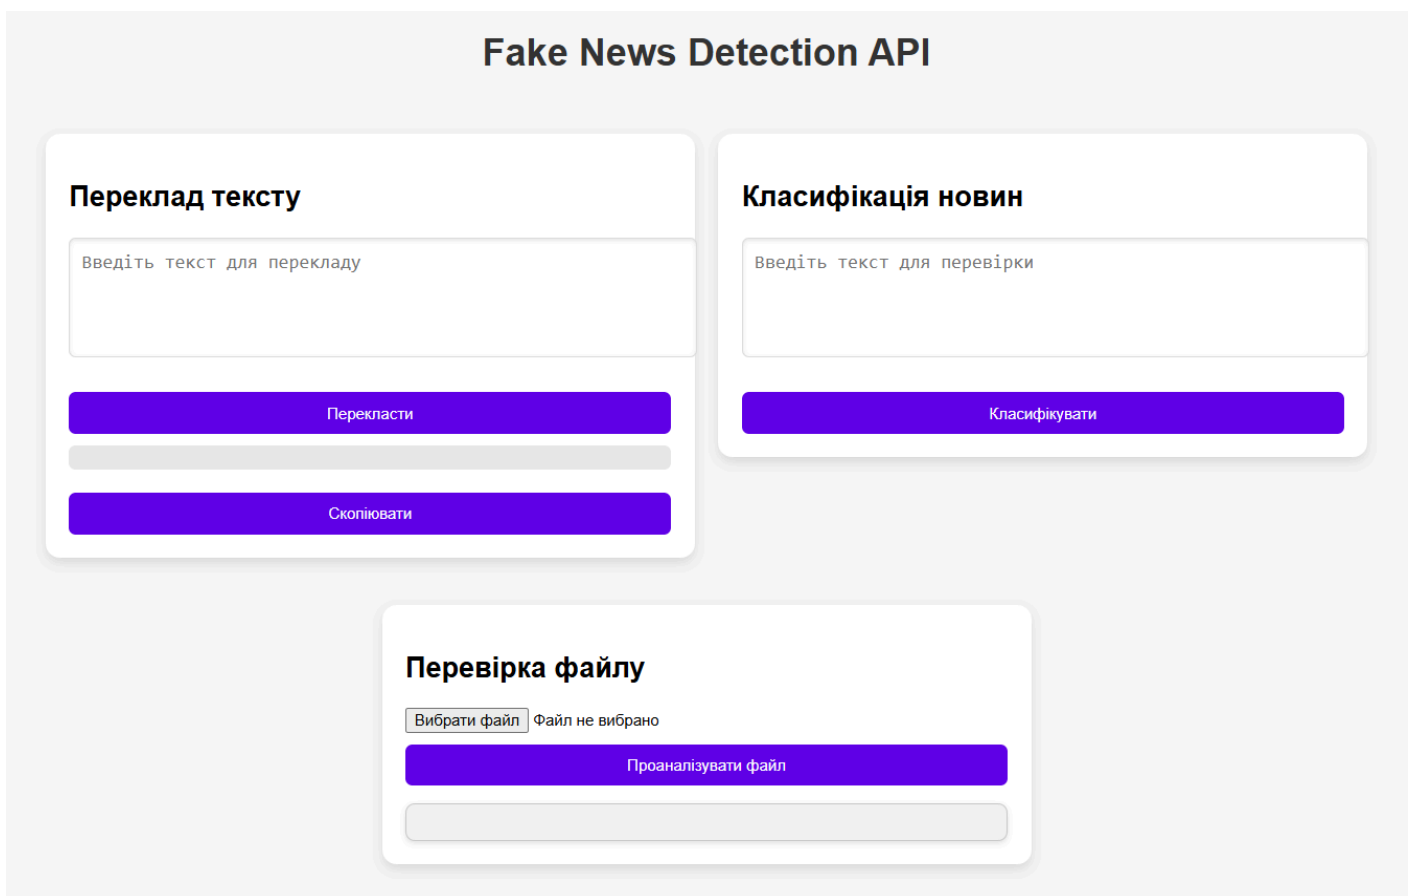 Fake News Detection API
Переклад тексту
Введіть текст для перекладу
Перекласти
Скопіювати
Класифікація новин
Введіть текст для перевірки
Класифікувати
Перевірка файлу
Вибрати файл Файл не вибрано
Проаналізувати файл